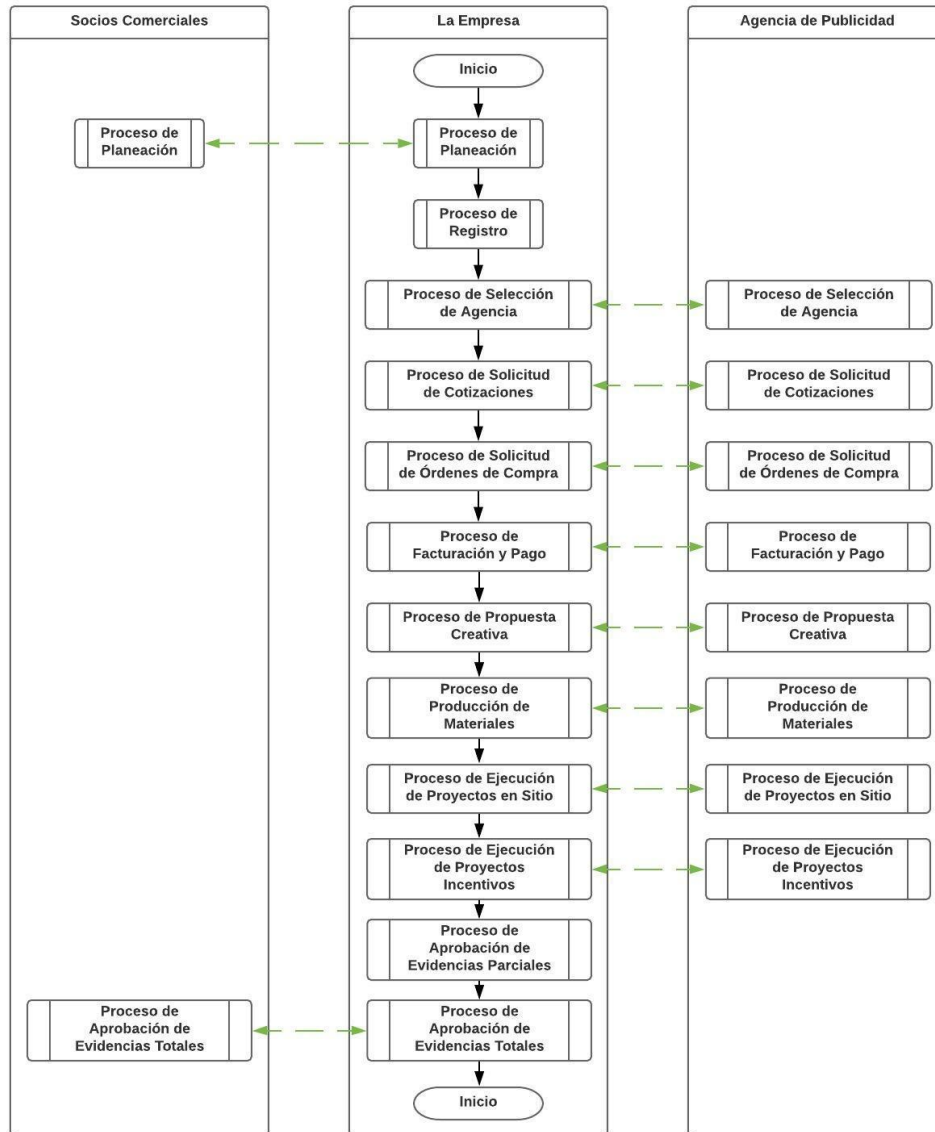 Socios Comerciales
La Empresa
Agencia de Publicidad
Inicio
Proceso de
Planeación
Proceso de
Planeación
Proceso de
Registro
Proceso de Selección
de Agencia
Proceso de Selección
de Agencia
Proceso de Solicitud
de Cotizaciones
Proceso de Solicitud
de Cotizaciones
Proceso de Solicitud
de Órdenes de Compra
Proceso de Solicitud
de Órdenes de Compra
Proceso de
Facturación y Pago
Proceso de
Facturación y Pago
Proceso de Propuesta
Creativa
Proceso de Propuesta
Creativa
Proceso de
Producción de
Materiales
Proceso de
Producción de
Materiales
Proceso de Ejecución
de Proyectos en Sitio
Proceso de Ejecución
de Proyectos en Sitio
Proceso de Ejecución
de Proyectos
Incentivos
Proceso de Ejecución
de Proyectos
Incentivos
Proceso de
Aprobación de
Evidencias Parciales
Proceso de
Aprobación de
Evidencias Totales
Proceso de
Aprobación de
Evidencias Totales
Inicio